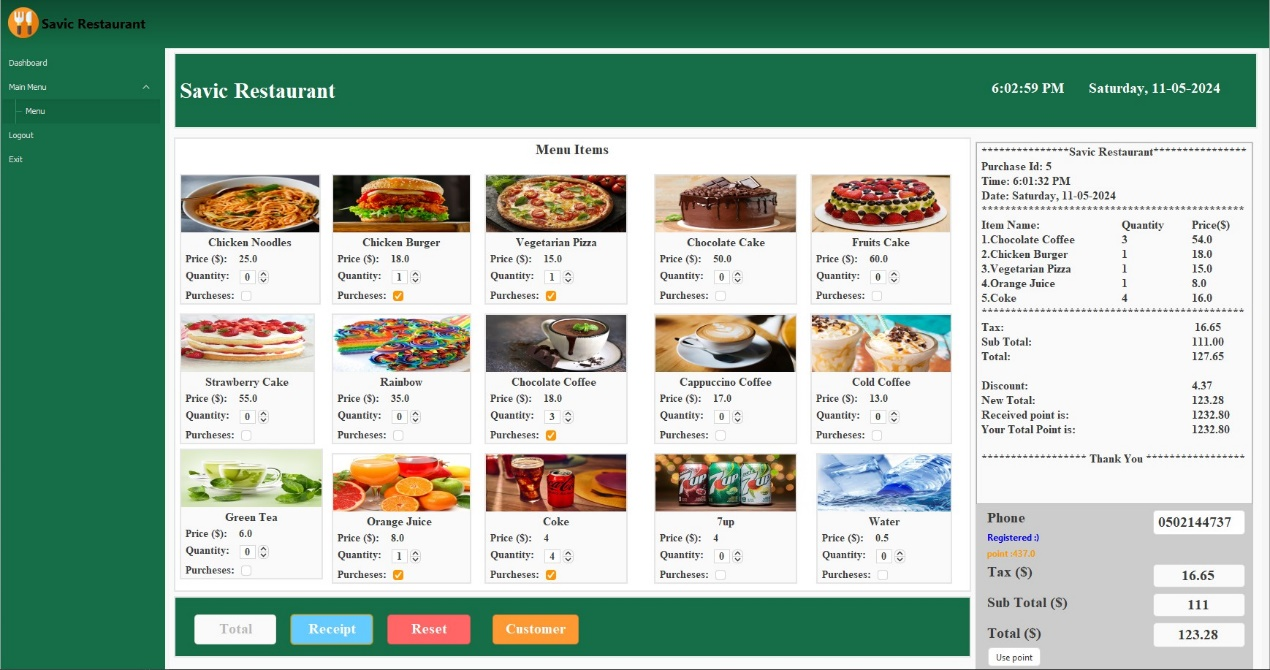 Savic Restaurant
Dashboard
Main Menu
Menu
Logout
Exit
Savic Restaurant 6:02:59 PM Saturday, 11-05-2024
Menu Items
Chicken Noodles
Price ($): 25.0
Quantity: 0
Purcheses:
Chicken Burger
Price ($): 18.0
Quantity: 1
Purcheses:
Vegetarian Pizza
Price ($): 15.0
Quantity: 1
Purcheses:
Chocolate Cake
Price ($): 50.0
Quantity: 0
Purcheses:
Fruits Cake
Price ($): 60.0
Quantity: 0
Purcheses:
Strawberry Cake
Price ($): 55.0
Quantity: 0
Purcheses:
Rainbow
Price ($): 35.0
Quantity: 0
Purcheses:
Chocolate Coffee
Price ($): 18.0
Quantity: 3
Purcheses:
Cappuccino Coffee
Price ($): 17.0
Quantity: 0
Purcheses:
Cold Coffee
Price ($): 13.0
Quantity: 0
Purcheses:
Green Tea
Price ($): 6.0
Quantity: 0
Purcheses:
Orange Juice
Price ($): 8.0
Quantity: 1
Purcheses:
Coke
Price ($): 4
Quantity: 4
Purcheses:
7up
Price ($): 4
Quantity: 0
Purcheses:
Water
Price ($): 0.5
Quantity: 0
Purcheses:
Total Receipt Reset Customer
***************Savic Restaurant****************
Purchase Id: 5
Time: 6:01:32 PM
Date: Saturday, 11-05-2024
*********************************************
Item Name: Quantity Price($)
1.Chocolate Coffee 3 54.0
2.Chicken Burger 1 18.0
3.Vegetarian Pizza 1 15.0
4.Orange Juice 1 8.0
5.Coke 4 16.0
*********************************************
Tax: 16.65
Sub Total: 111.00
Total: 127.65
Discount: 4.37
New Total: 123.28
Received point is: 1232.80
Your Total Point is: 1232.80
****************** Thank You *****************
Phone 0502144737
Registered :)
point :437.0
Tax ($) 16.65
Sub Total ($) 111
Total ($) 123.28
Use point